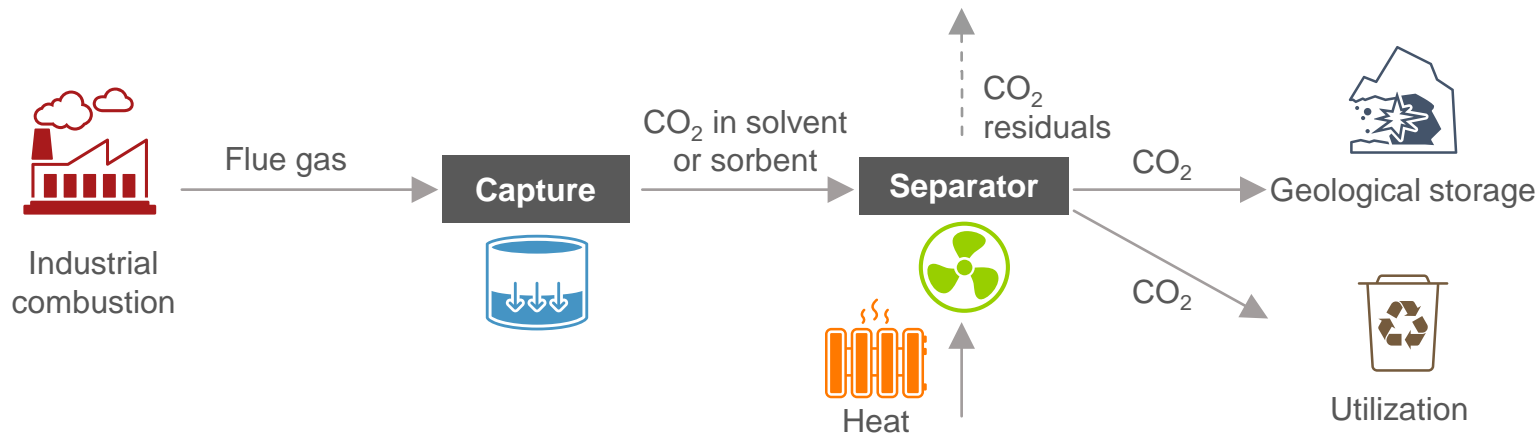 Industrial
combustion
Flue gas
Capture
CO₂ in solvent
or sorbent
Separator
CO₂
residuals
Heat
CO₂
Geological storage
CO₂
Utilization